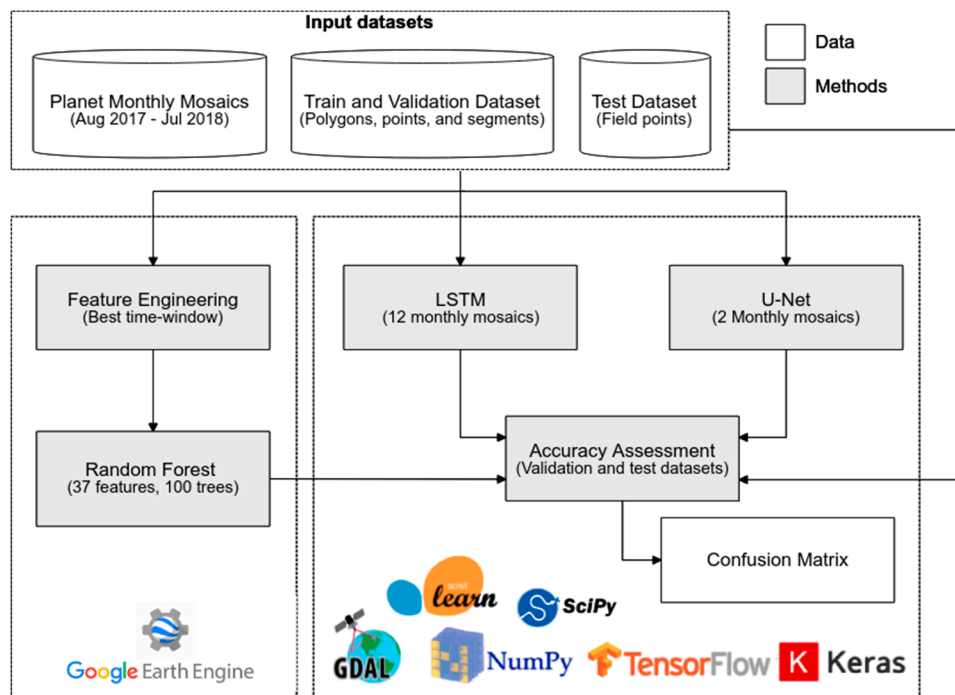 Input datasets
Planet Monthly Mosaics
(Aug 2017 - Jul 2018)
Train and Validation Dataset
(Polygons, points, and segments)
Test Dataset
(Field points)
Data
Methods
Feature Engineering
(Best time-window)
LSTM
(12 monthly mosaics)
U-Net
(2 Monthly mosaics)
Random Forest
(37 features, 100 trees)
Accuracy Assessment
(Validation and test datasets)
Confusion Matrix
learn
SciPy
GDAL
NumPy
TensorFlow
K Keras
Google Earth Engine